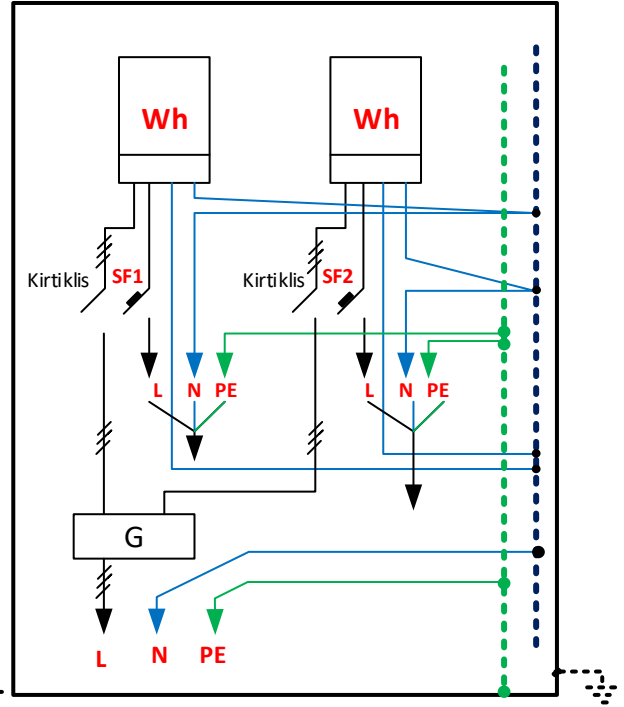 Wh Wh
Kirtiklis SF1 Kirtiklis SF2
L N PE L N PE
G
L N PE